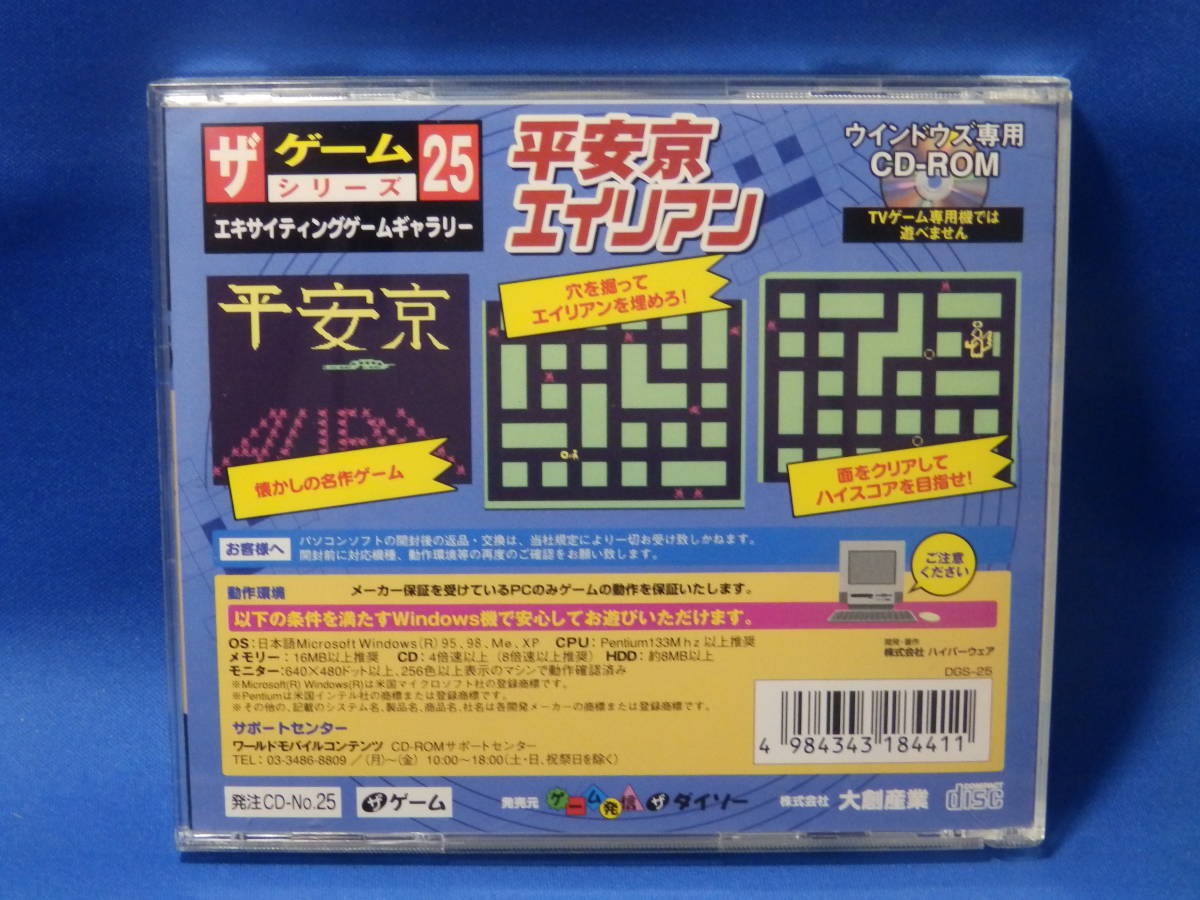 ザ ゲーム シリーズ 25
エキサイティングゲームギャラリー
平安京
エイリアン
ウインドウズ専用
CD-ROM
TVゲーム専用機では
遊べません
平安京
懐かしの名作ゲーム
穴を掘って
エイリアンを埋めろ!
面をクリアして
ハイスコアを目指せ!
お客様へ
パソコンソフトの開封後の返品・交換は、当社規定により一切お受け致しかねます。
開封前に対応機種、動作環境等の再度のご確認をお願い致します。
ご注意
ください
動作環境 メーカー保証を受けているPCのみゲームの動作を保証いたします。
以下の条件を満たすWindows機で安心してお遊びいただけます。
OS:日本語Microsoft Windows(R) 95、98、Me、XP CPU:Pentium133Mhz以上推奨
メモリー:16MB以上推奨 CD:4倍速以上(8倍速以上推奨) HDD:約8MB以上
モニター:640×480ドット以上、256色以上表示のマシンで動作確認済み
※Microsoft(R) Windows(R)は米国マイクロソフト社の登録商標です。
※Pentiumは米国インテル社の商標または登録商標です。
※その他の、記載のシステム名、製品名、商品名、社名は各開発メーカーの商標または登録商標です。
開発・著作
株式会社 ハイパーウェア
DGS-25
サポートセンター
ワールドモバイルコンテンツ CD-ROMサポートセンター
TEL:03-3486-8809/(月)〜(金) 10:00〜18:00(土・日、祝祭日を除く)
4 984343 184411
発注CD-No.25
ザ ゲーム
発売元 ゲーム発信 ザ ダイソー
株式会社 大創産業
COMPACT disc